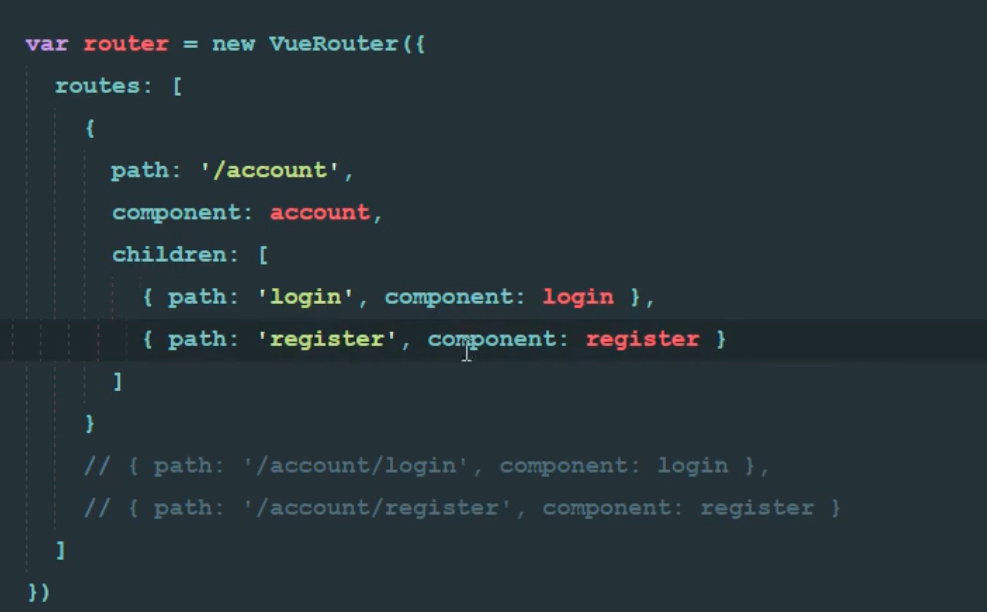 var router = new VueRouter({
routes: [
{
path: '/account',
component: account,
children: [
{ path: 'login', component: login },
{ path: 'register', component: register }
]
}
// { path: '/account/login', component: login },
// { path: '/account/register', component: register }
]
})